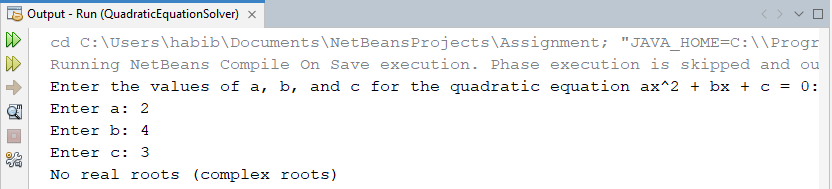 Output - Run (QuadraticEquationSolver)
cd C:\Users\habib\Documents\NetBeansProjects\Assignment; "JAVA_HOME=C:\\Progr
Running NetBeans Compile On Save execution. Phase execution is skipped and ou
Enter the values of a, b, and c for the quadratic equation ax^2 + bx + c = 0:
Enter a: 2
Enter b: 4
Enter c: 3
No real roots (complex roots)